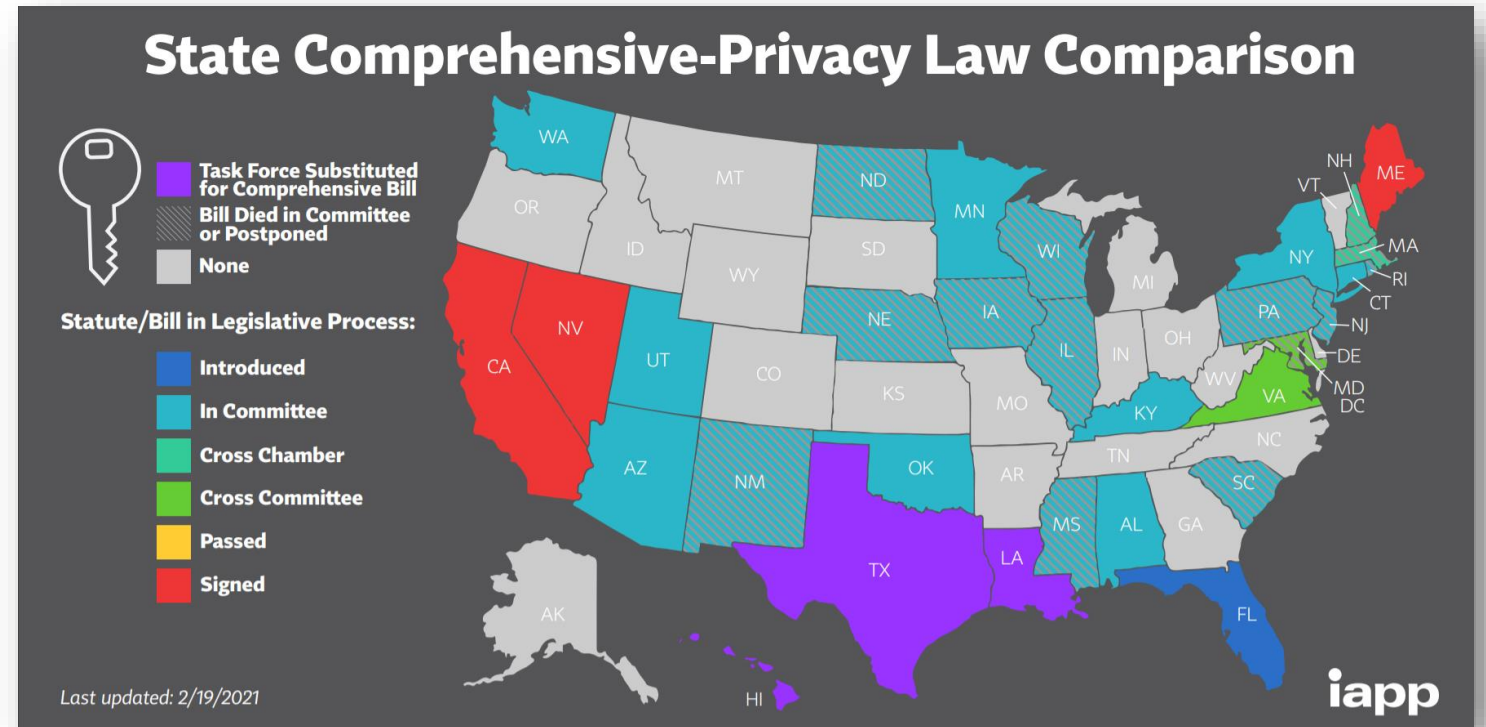 State Comprehensive-Privacy Law Comparison
Task Force Substituted
for Comprehensive Bill
Bill Died in Committee
or Postponed
None
Statute/Bill in Legislative Process:
Introduced
In Committee
Cross Chamber
Cross Committee
Passed
Signed
Last updated: 2/19/2021
WA
OR
CA
NV
ID
MT
WY
UT
AZ
CO
NM
ND
SD
NE
KS
OK
TX
MN
IA
MO
AR
LA
WI
IL
MS
MI
IN
KY
TN
AL
OH
WV
GA
FL
SC
NC
VA
PA
NY
VT
NH
ME
MA
RI
CT
NJ
DE
MD
DC
AK
HI
iapp